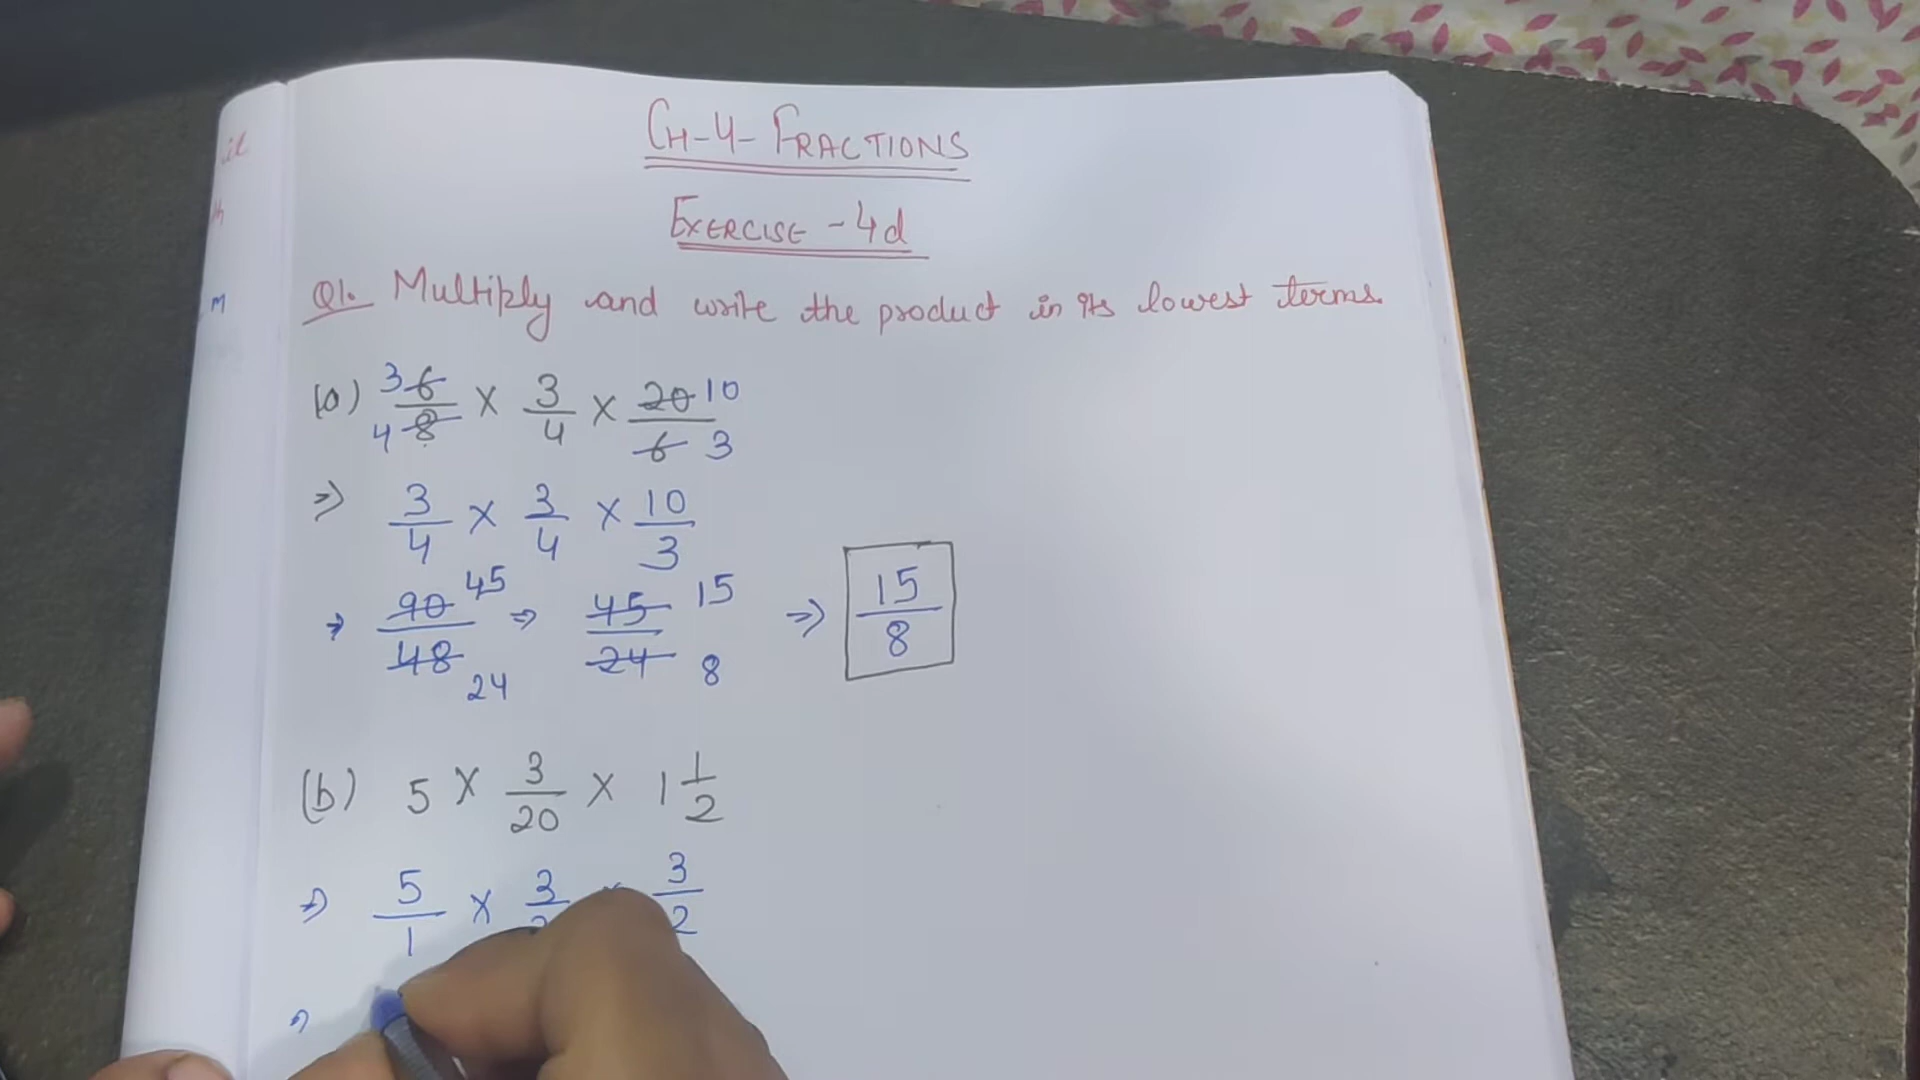 CH-4- FRACTIONS
EXERCISE - 4d
Q1. Multiply and write the product in its lowest terms.
(a) 3 6/8 4 × 3/4 × 20/6 10 3
⇒ 3/4 × 3/4 × 10/3
⇒ 90/48 45 24 ⇒ 45/24 15 8 ⇒ 15/8
(b) 5 × 3/20 × 1 1/2
⇒ 5/1 × 3/ × 3/2
⇒
M